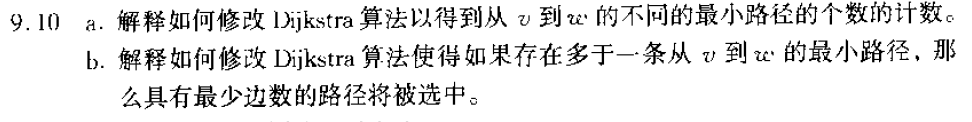 9.10 a. 解释如何修改 Dijkstra 算法以得到从 v 到 w 的不同的最小路径的个数的计数。
b. 解释如何修改 Dijkstra 算法使得如果存在多于一条从 v 到 w 的最小路径，那
么具有最少边数的路径将被选中。